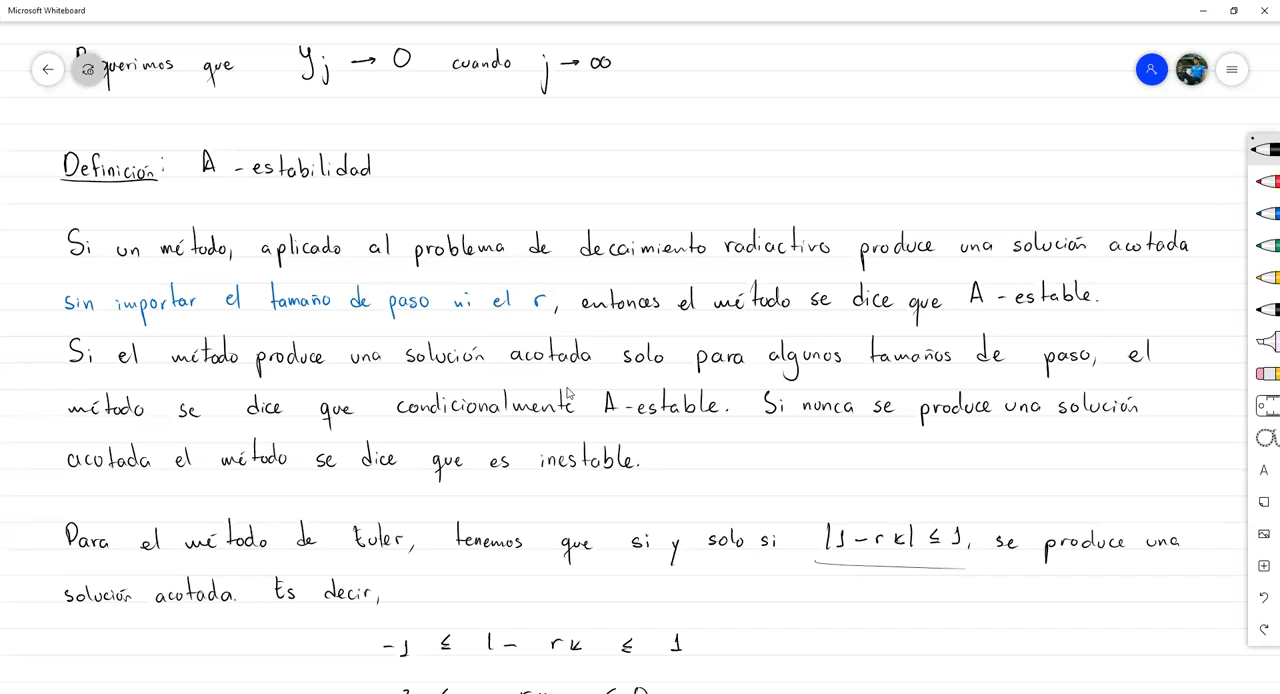 Microsoft Whiteboard
querimos que yj → 0 cuando j → ∞
Definición: A - estabilidad
Si un método, aplicado al problema de decaimiento radiactivo produce una solución acotada
sin importar el tamaño de paso ni el r, entonces el método se dice que A - estable.
Si el método produce una solución acotada solo para algunos tamaños de paso, el
método se dice que condicionalmente A - estable. Si nunca se produce una solución
acotada el método se dice que es inestable.
Para el método de Euler, tenemos que si y solo si |1 - r k| ≤ 1, se produce una
solución acotada. Es decir,
-1 ≤ 1 - r k ≤ 1
A